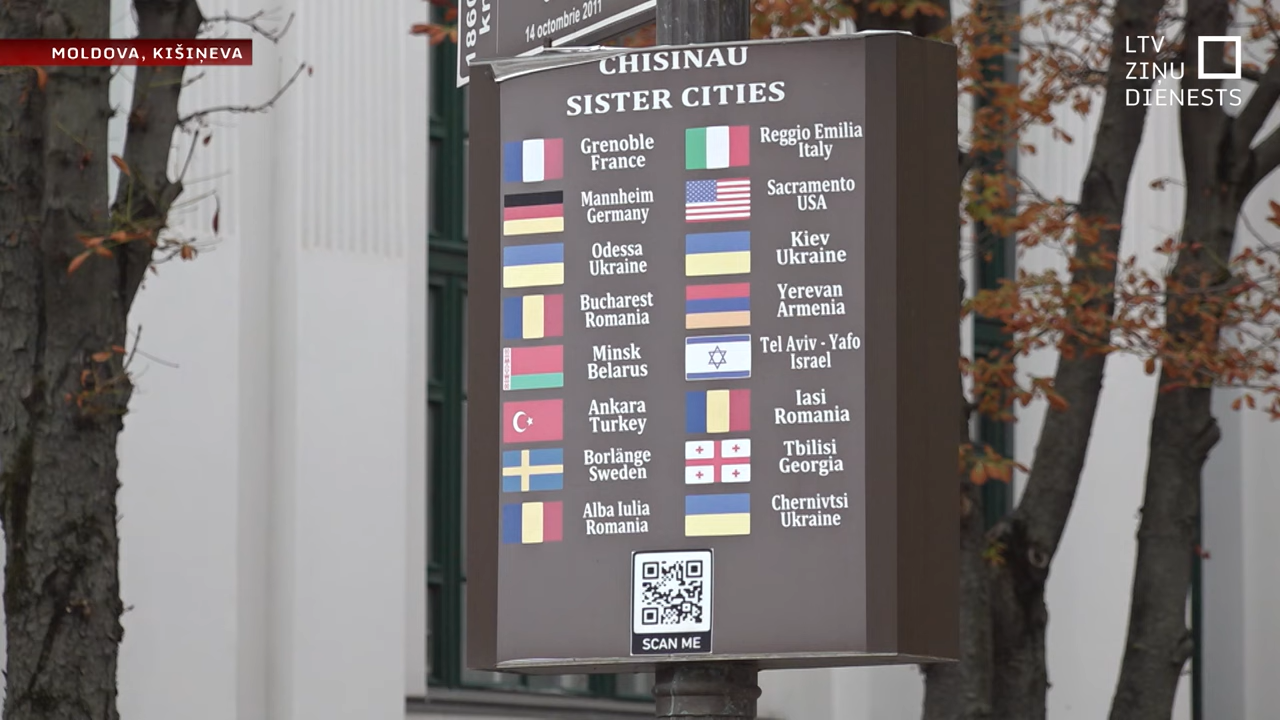 MOLDOVA, KIŠIŅEVA
LTV
ZIŅU
DIENESTS
14 octombrie 2011
CHISINAU
SISTER CITIES
Grenoble
France
Reggio Emilia
Italy
Mannheim
Germany
Sacramento
USA
Odessa
Ukraine
Kiev
Ukraine
Bucharest
Romania
Yerevan
Armenia
Minsk
Belarus
Tel Aviv - Yafo
Israel
Ankara
Turkey
Iasi
Romania
Borlänge
Sweden
Tbilisi
Georgia
Alba Iulia
Romania
Chernivtsi
Ukraine
SCAN ME